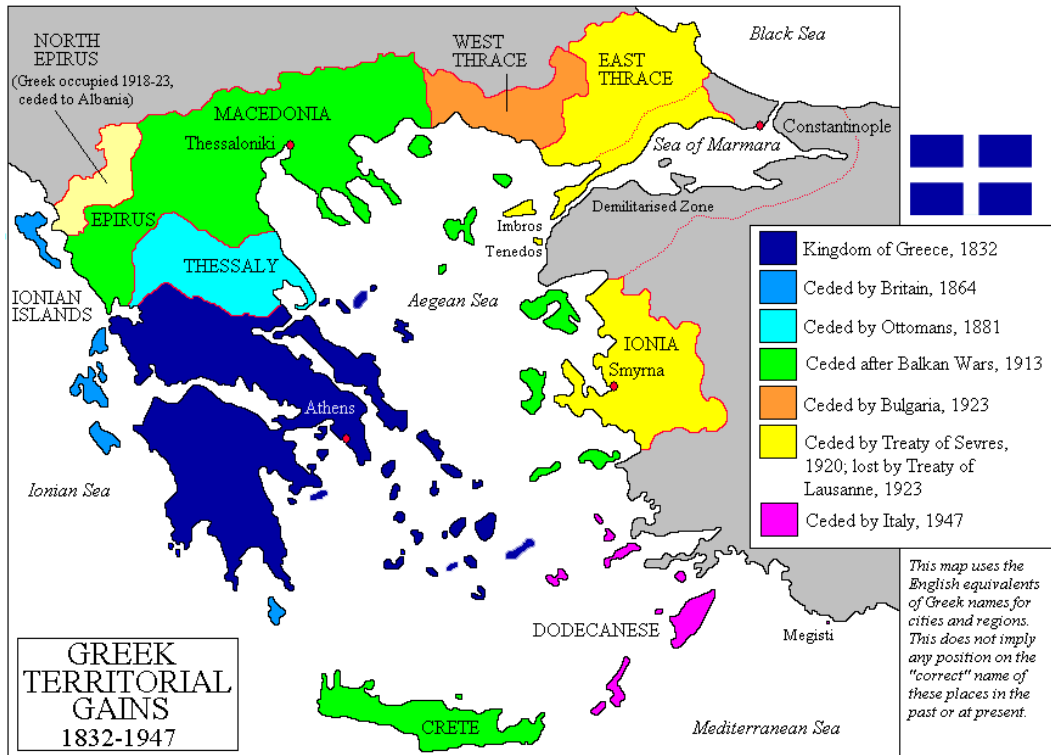 NORTH
EPIRUS
(Greek occupied 1918-23,
ceded to Albania)
WEST
THRACE
EAST
THRACE
Black Sea
MACEDONIA
Thessaloniki
Constantinople
Sea of Marmara
EPIRUS
Demilitarised Zone
Imbros
Tenedos
THESSALY
IONIAN
ISLANDS
Aegean Sea
IONIA
Smyrna
Athens
Ionian Sea
DODECANESE
Megisti
CRETE
Mediterranean Sea
Kingdom of Greece, 1832
Ceded by Britain, 1864
Ceded by Ottomans, 1881
Ceded after Balkan Wars, 1913
Ceded by Bulgaria, 1923
Ceded by Treaty of Sevres,
1920; lost by Treaty of
Lausanne, 1923
Ceded by Italy, 1947
This map uses the
English equivalents
of Greek names for
cities and regions.
This does not imply
any position on the
"correct" name of
these places in the
past or at present.
GREEK
TERRITORIAL
GAINS
1832-1947